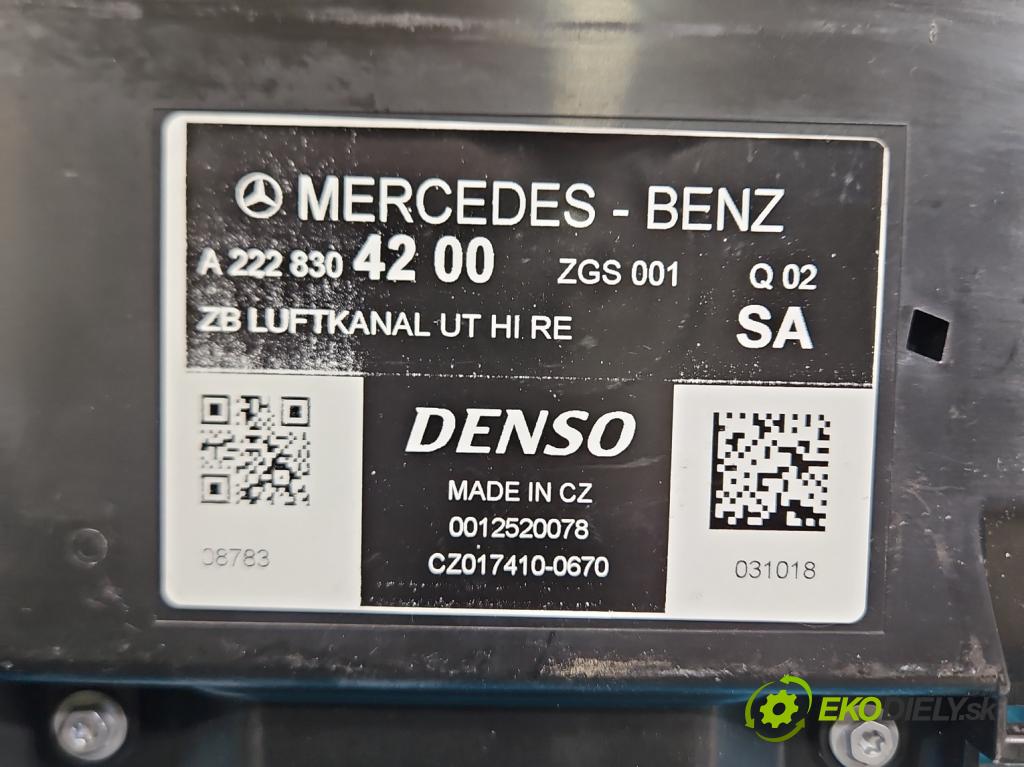 MERCEDES - BENZ
A 222 830 42 00 ZGS 001 Q 02
ZB LUFTKANAL UT HI RE SA
DENSO
MADE IN CZ
0012520078
CZ017410-0670
08783
031018
EKODIELY.sk